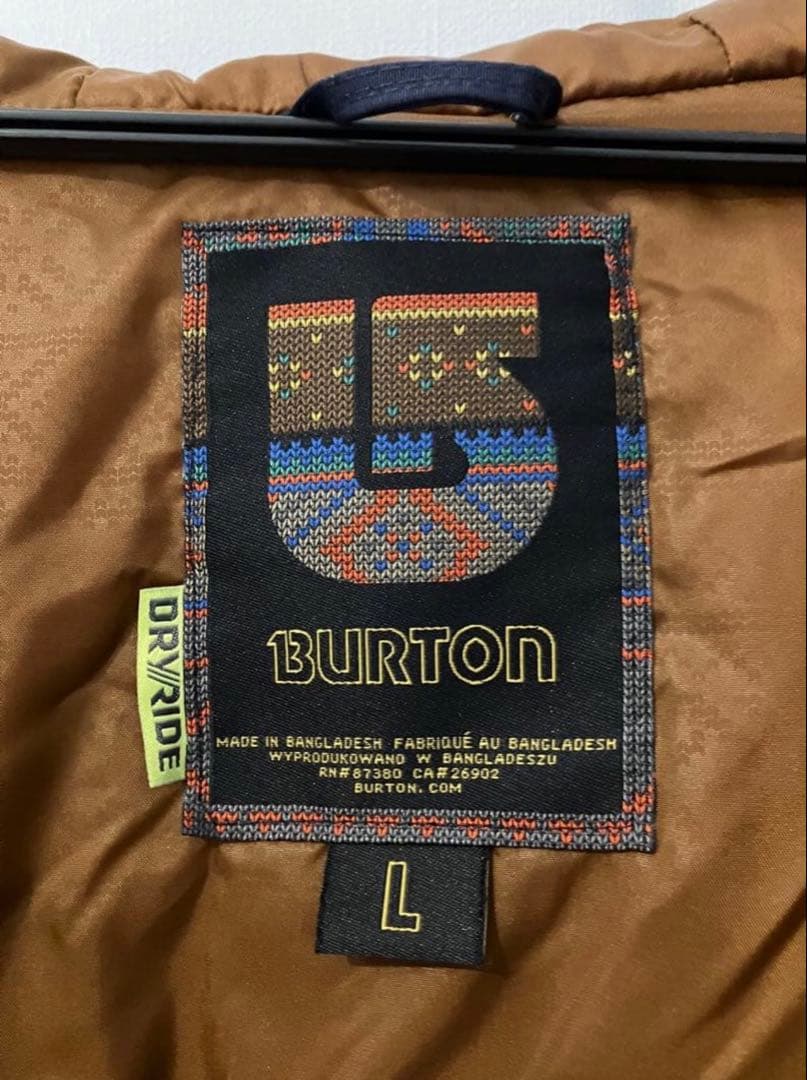 BURTON
DRY//RIDE
MADE IN BANGLADESH FABRIQUÉ AU BANGLADESH
WYPRODUKOWANO W BANGLADESZU
RN#87380 CA#26902
BURTON.COM
L